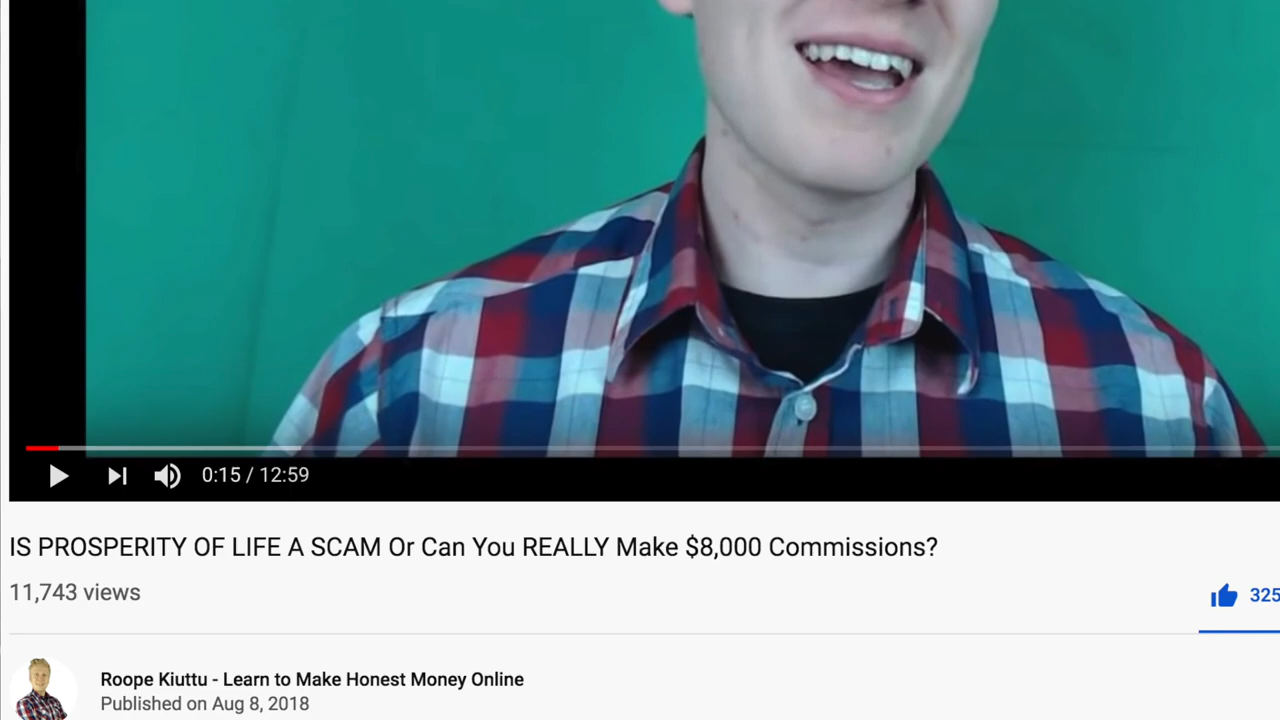 0:15 / 12:59
IS PROSPERITY OF LIFE A SCAM Or Can You REALLY Make $8,000 Commissions?
11,743 views
325
Roope Kiuttu - Learn to Make Honest Money Online
Published on Aug 8, 2018